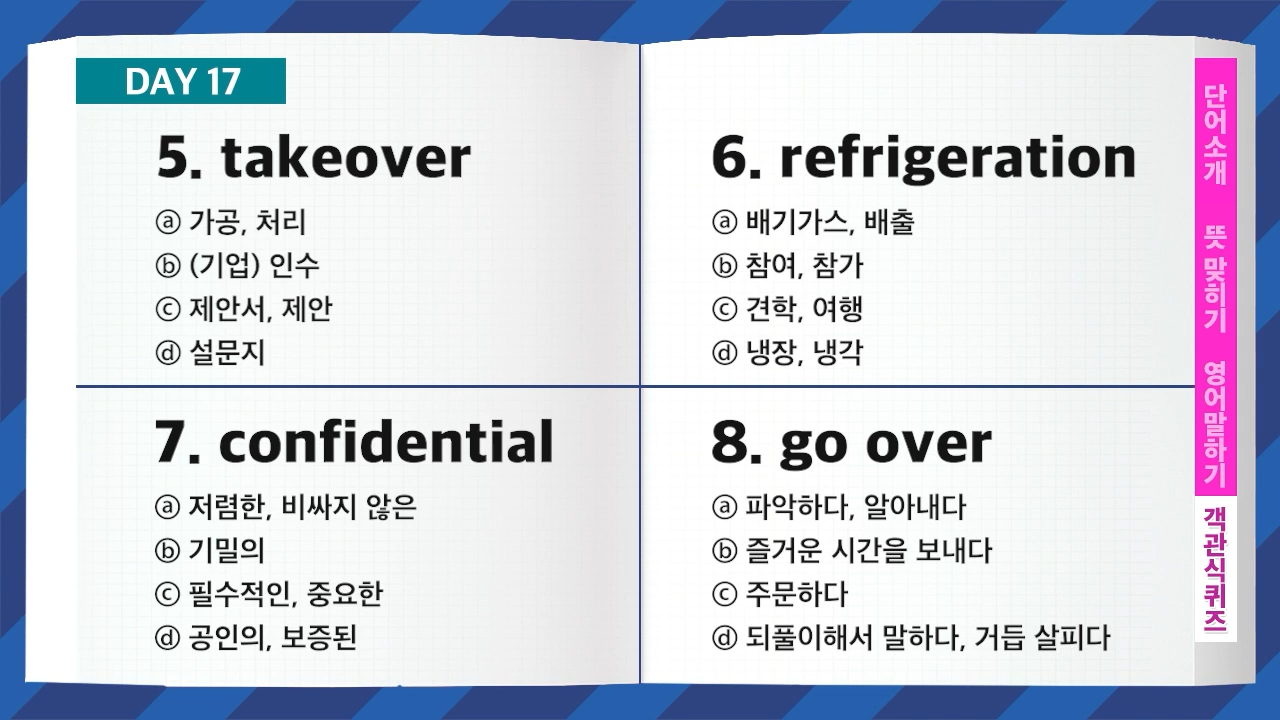 DAY 17
5. takeover
ⓐ 가공, 처리
ⓑ (기업) 인수
ⓒ 제안서, 제안
ⓓ 설문지
6. refrigeration
ⓐ 배기가스, 배출
ⓑ 참여, 참가
ⓒ 견학, 여행
ⓓ 냉장, 냉각
7. confidential
ⓐ 저렴한, 비싸지 않은
ⓑ 기밀의
ⓒ 필수적인, 중요한
ⓓ 공인의, 보증된
8. go over
ⓐ 파악하다, 알아내다
ⓑ 즐거운 시간을 보내다
ⓒ 주문하다
ⓓ 되풀이해서 말하다, 거듭 살피다
단어소개
뜻 맞히기
영어말하기
객관식퀴즈